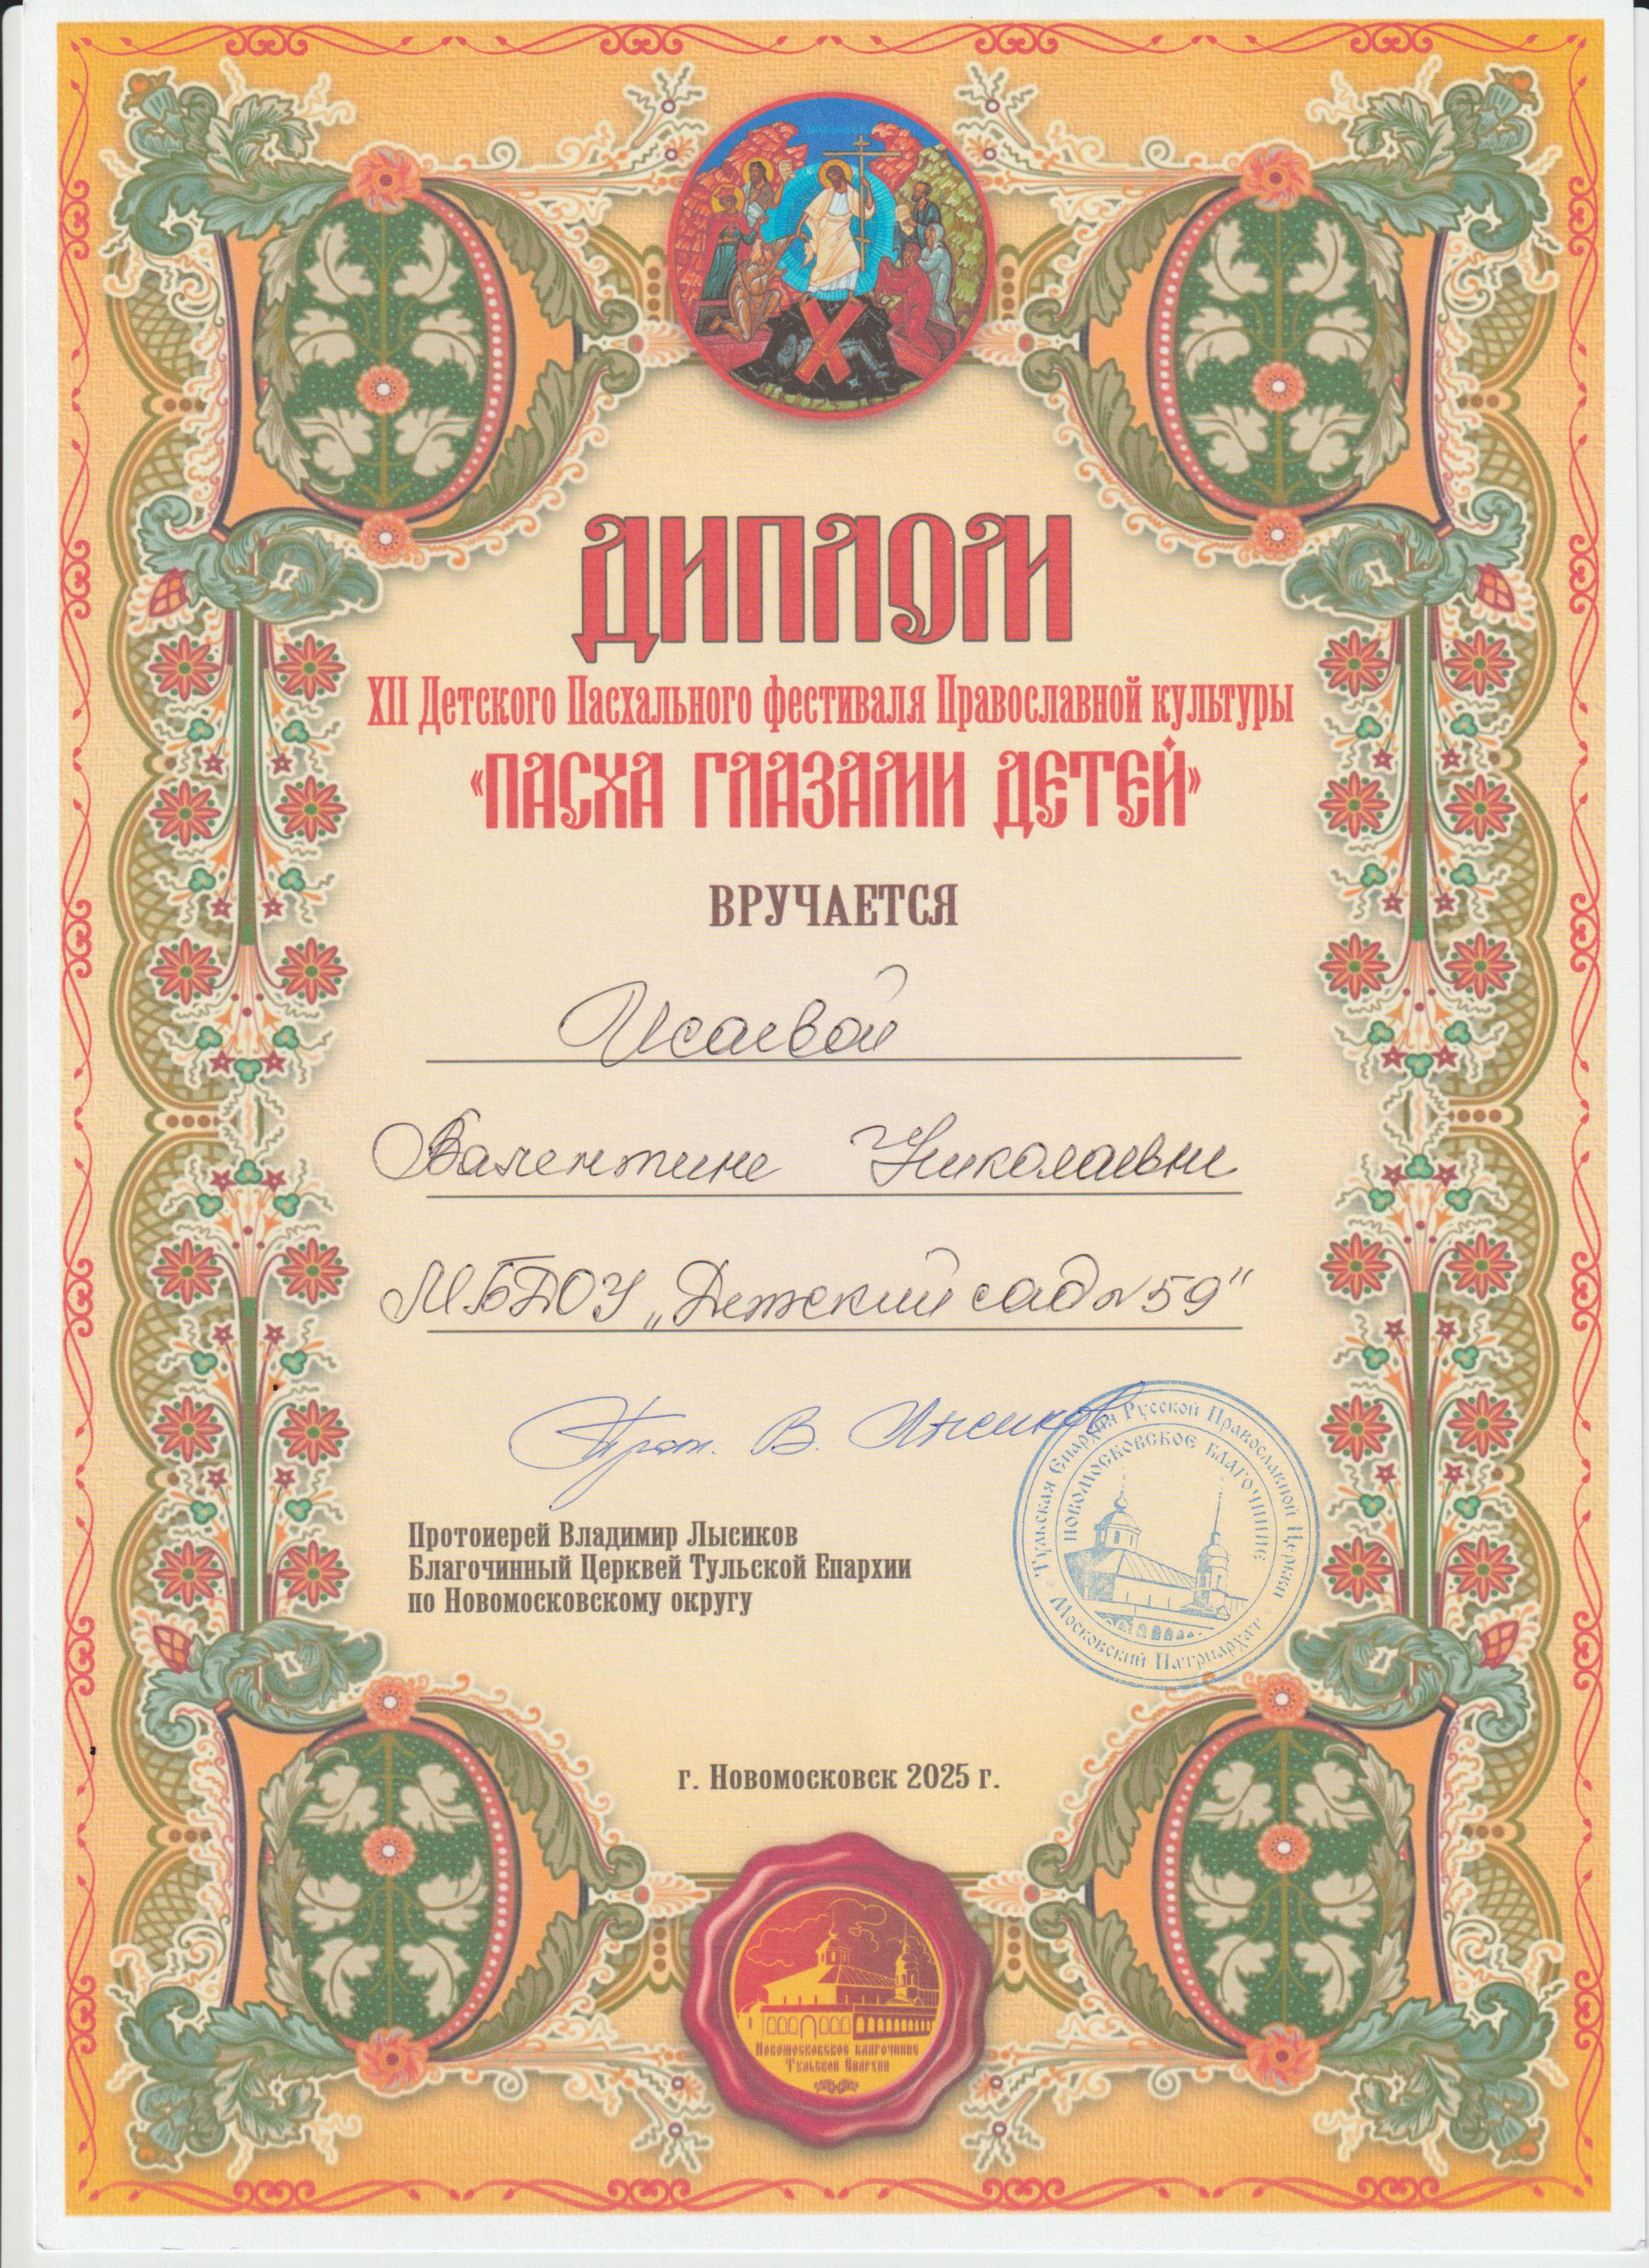 ДИПЛОМ
XII Детского Пасхального фестиваля Православной культуры
«ПАСХА ГЛАЗАМИ ДЕТЕЙ»
ВРУЧАЕТСЯ
Исаевой
Валентине Николаевне
МБДОУ „Детский сад №59"
Прот. В. Лысиков
Протоиерей Владимир Лысиков
Благочинный Церквей Тульской Епархии
по Новомосковскому округу
Тульская Епархия Русской Православной Церкви
Московский Патриархат
Новомосковское благочиние
г. Новомосковск 2025 г.
Новомосковское благочиние
Тульской Епархии